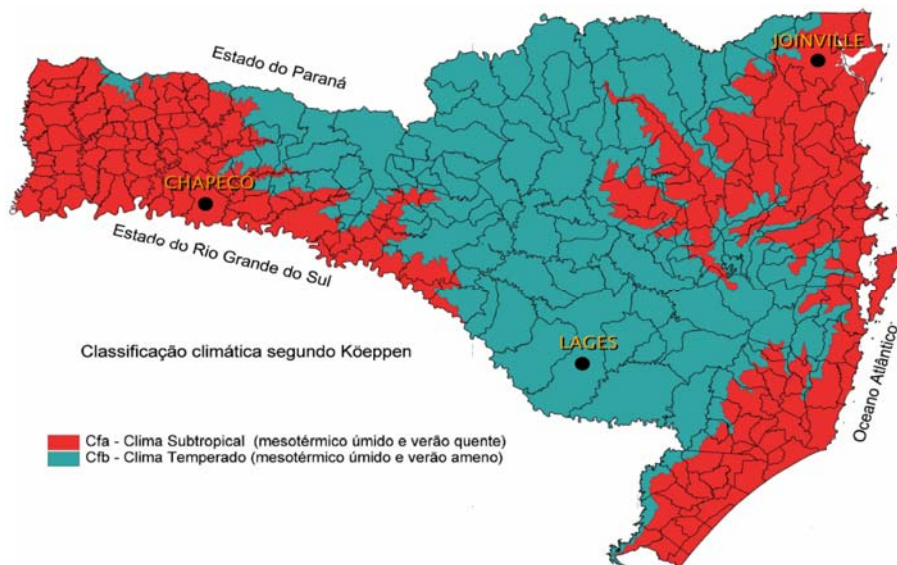 JOINVILLE
Estado do Paraná
CHAPECÓ
Estado do Rio Grande do Sul
LAGES
Classificação climática segundo Köeppen
Oceano Atlântico
Cfa - Clima Subtropical (mesotérmico úmido e verão quente)
Cfb - Clima Temperado (mesotérmico úmido e verão ameno)